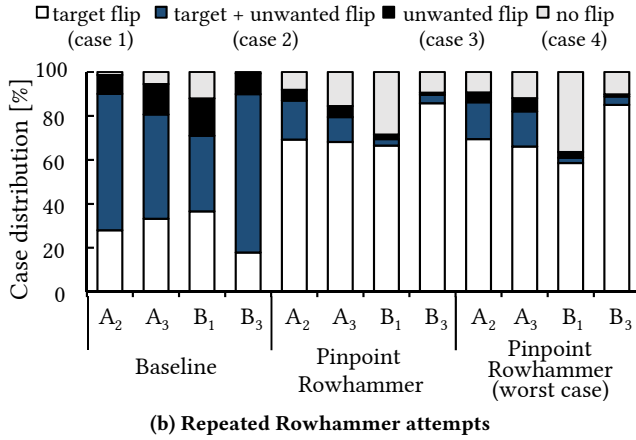 target flip target + unwanted flip unwanted flip no flip
(case 1) (case 2) (case 3) (case 4)
Case distribution [%]
100
80
60
40
20
0
A₂ A₃ B₁ B₃ A₂ A₃ B₁ B₃ A₂ A₃ B₁ B₃
Baseline Pinpoint Rowhammer Pinpoint Rowhammer (worst case)
(b) Repeated Rowhammer attempts